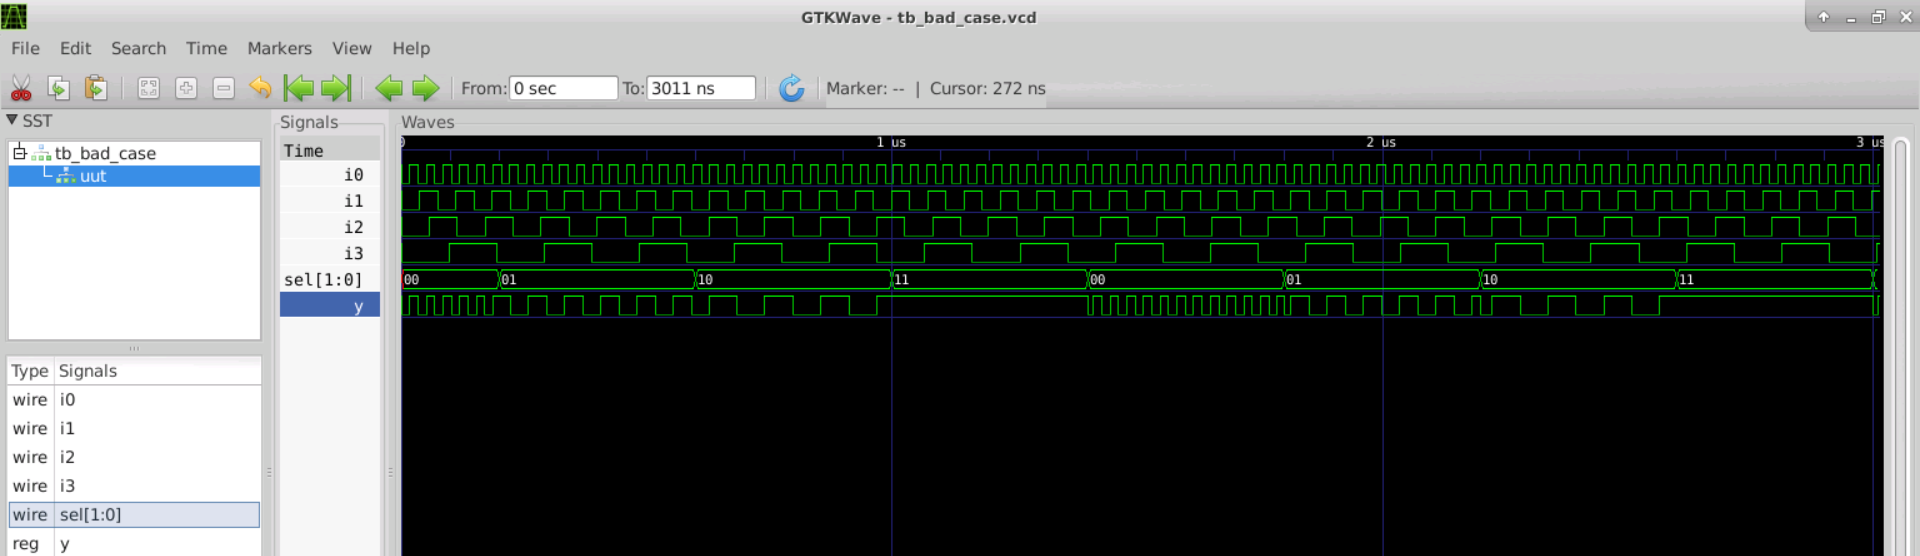 GTKWave - tb_bad_case.vcd
File Edit Search Time Markers View Help
From: 0 sec To: 3011 ns Marker: -- | Cursor: 272 ns
SST
tb_bad_case
uut
Type Signals
wire i0
wire i1
wire i2
wire i3
wire sel[1:0]
reg y
Signals
Time
i0
i1
i2
i3
sel[1:0]
y
Waves
0 1 us 2 us 3 us
00 01 10 11 00 01 10 11